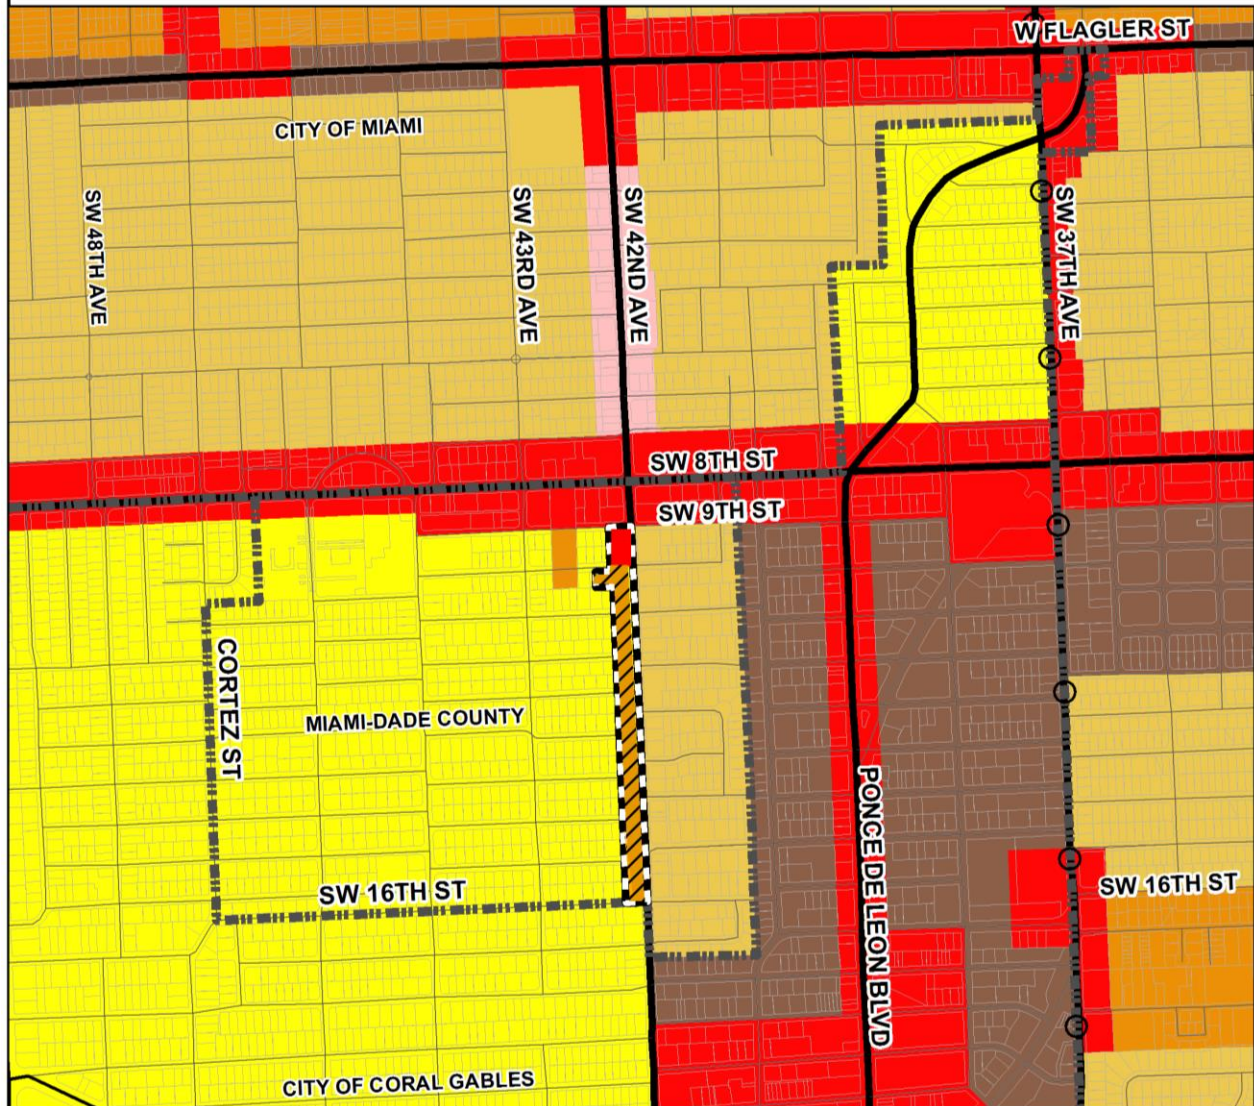 W FLAGLER ST
CITY OF MIAMI
SW 48TH AVE
SW 43RD AVE
SW 42ND AVE
SW 37TH AVE
SW 8TH ST
SW 9TH ST
CORTEZ ST
MIAMI-DADE COUNTY
PONCE DE LEON BLVD
SW 16TH ST
SW 16TH ST
CITY OF CORAL GABLES